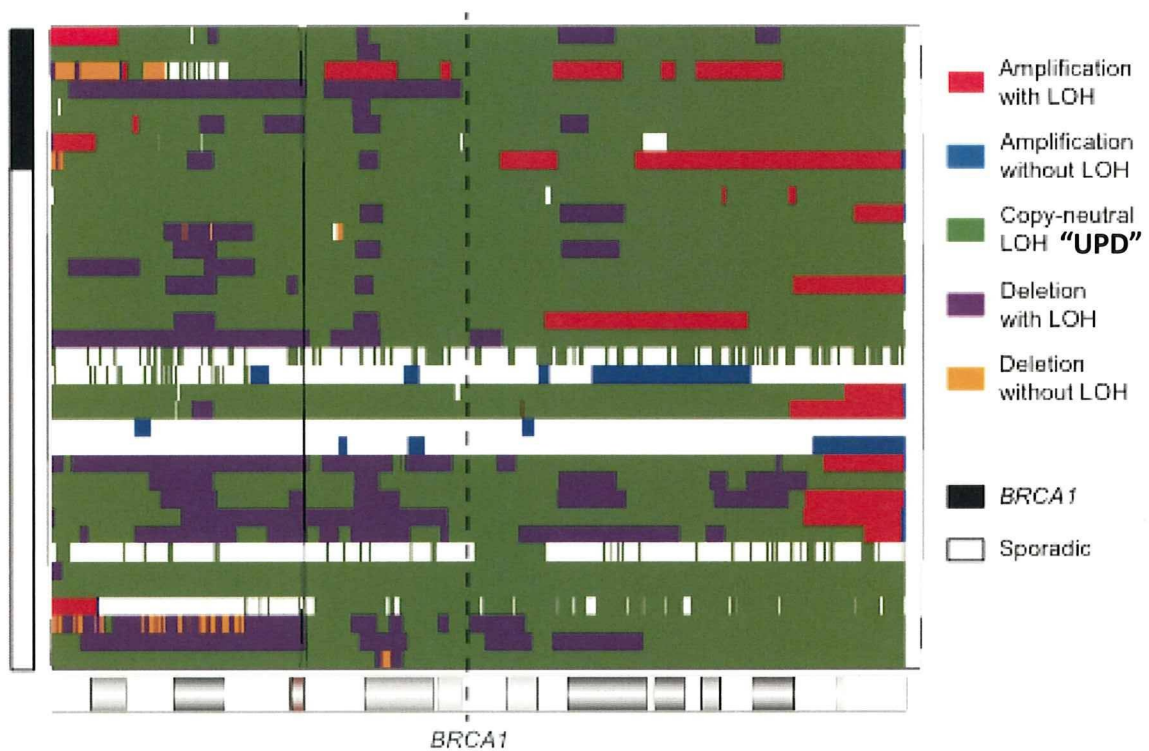 Amplification
with LOH
Amplification
without LOH
Copy-neutral
LOH "UPD"
Deletion
with LOH
Deletion
without LOH
BRCA1
Sporadic
BRCA1